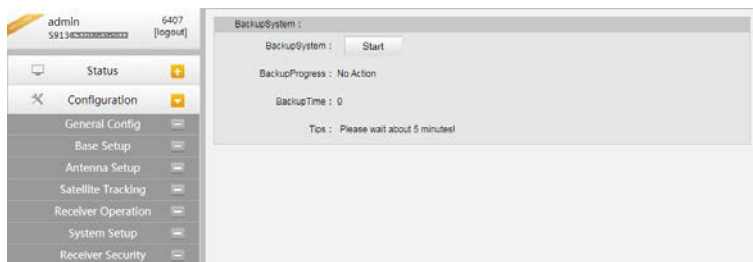 admin 6407
S913 [logout]
Status
Configuration
General Config
Base Setup
Antenna Setup
Satellite Tracking
Receiver Operation
System Setup
Receiver Security
BackupSystem :
BackupSystem : Start
BackupProgress : No Action
BackupTime : 0
Tips : Please wait about 5 minutes!